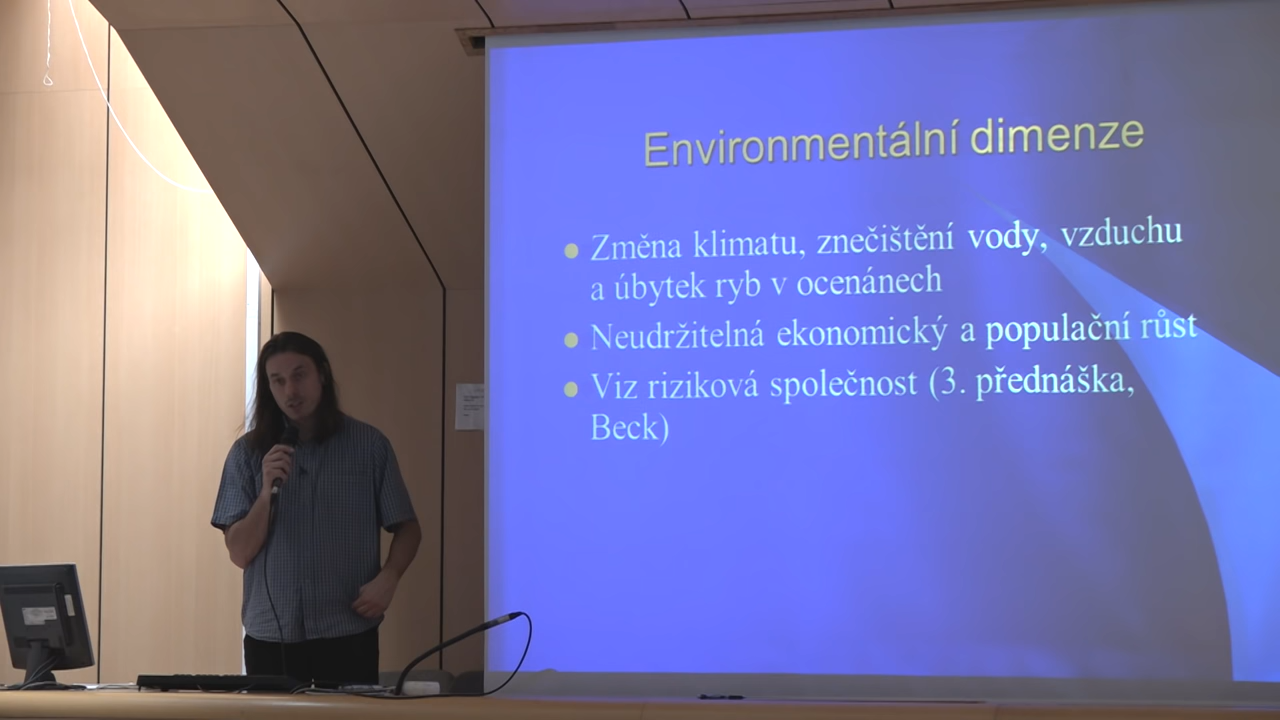 Environmentální dimenze
Změna klimatu, znečištění vody, vzduchu
a úbytek ryb v ocenánech
Neudržitelná ekonomický a populační růst
Viz riziková společnost (3. přednáška,
Beck)